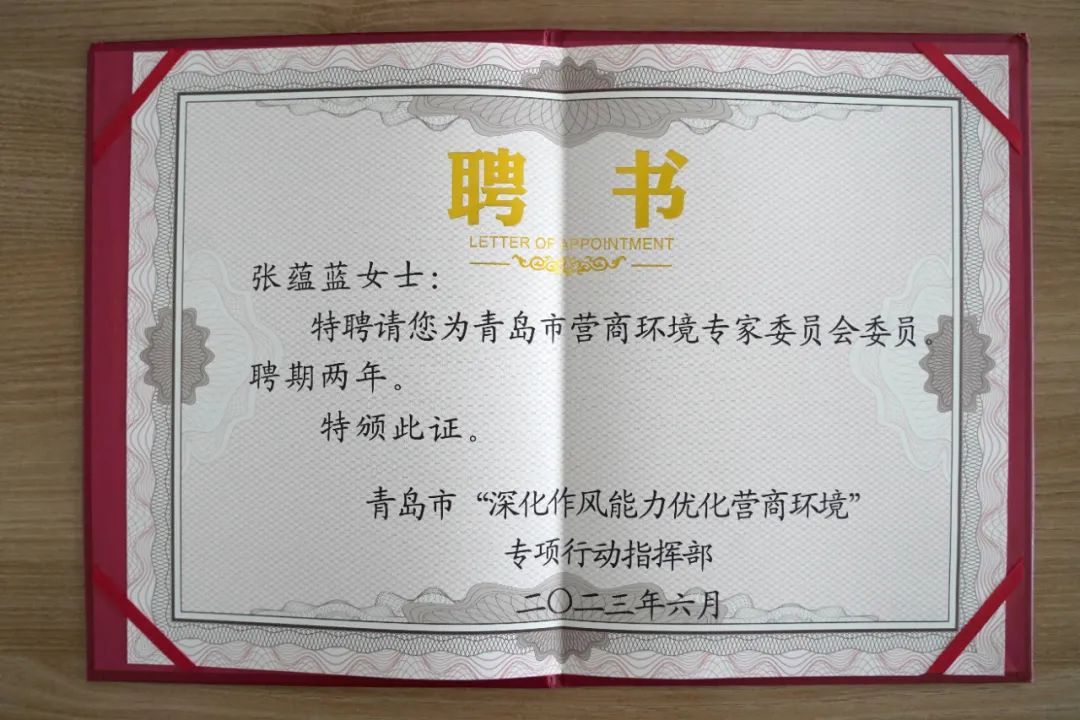 聘 书
LETTER OF APPOINTMENT
张蕴蓝女士：
特聘请您为青岛市营商环境专家委员会委员。
聘期两年。
特颁此证。
青岛市“深化作风能力优化营商环境”
专项行动指挥部
二〇二三年六月